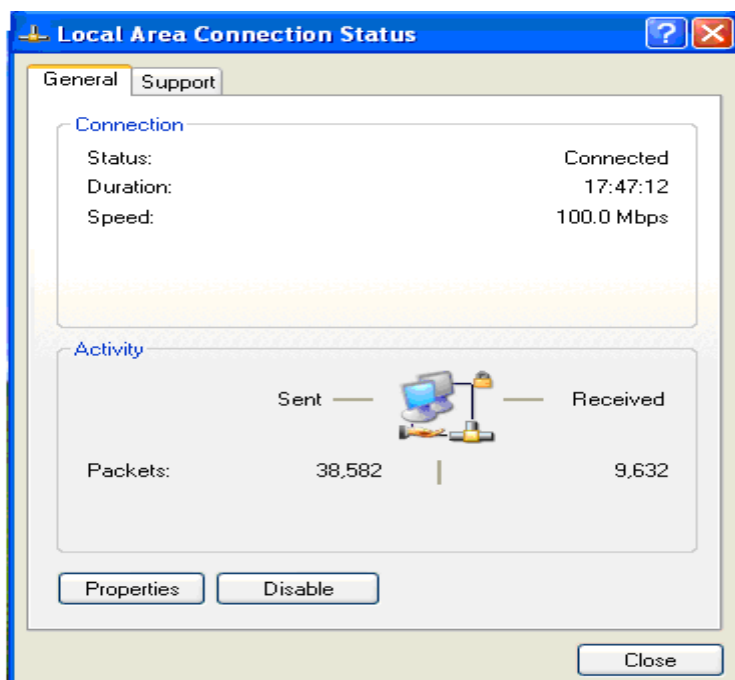 Local Area Connection Status
General Support
Connection
Status: Connected
Duration: 17:47:12
Speed: 100.0 Mbps
Activity
Sent Received
Packets: 38,582 9,632
Properties Disable
Close